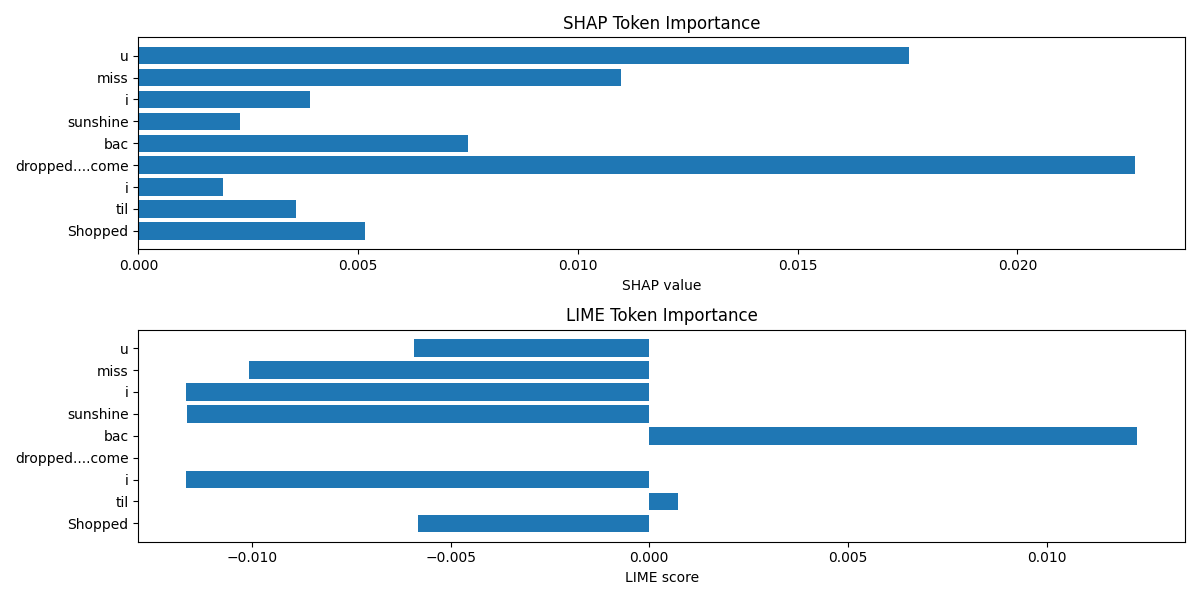 SHAP Token Importance
u
miss
i
sunshine
bac
dropped....come
i
til
Shopped
0.000 0.005 0.010 0.015 0.020
SHAP value
LIME Token Importance
u
miss
i
sunshine
bac
dropped....come
i
til
Shopped
−0.010 −0.005 0.000 0.005 0.010
LIME score